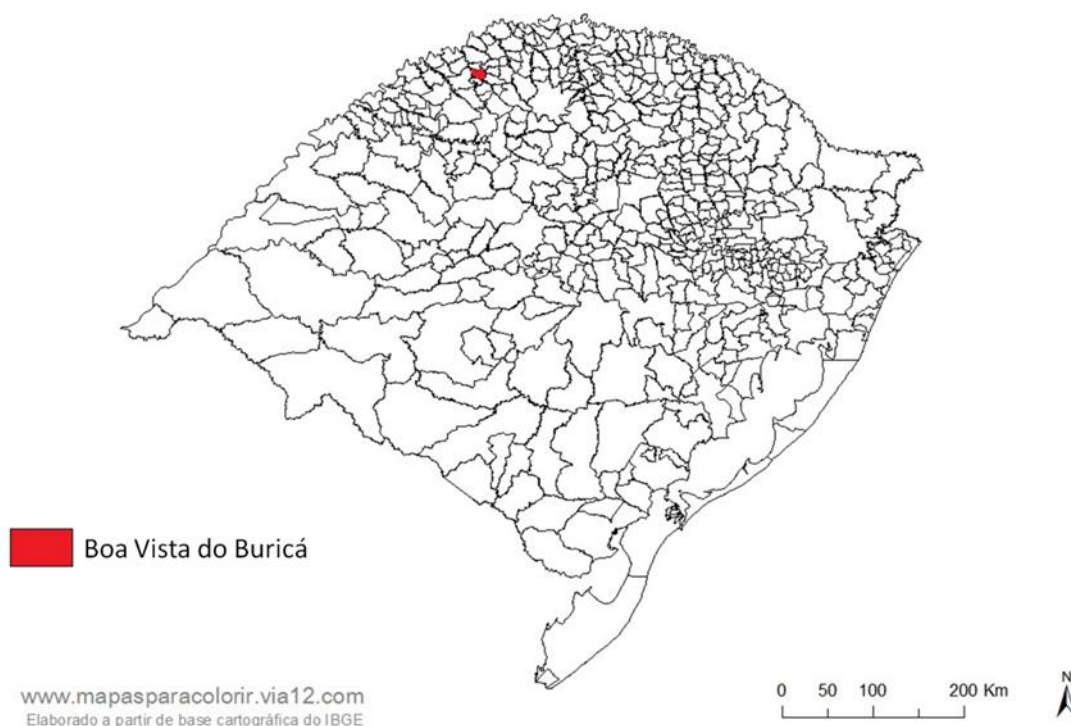 Boa Vista do Buricá
www.mapasparacolorir.via12.com
Elaborado a partir de base cartográfica do IBGE
0 50 100 200 Km
N